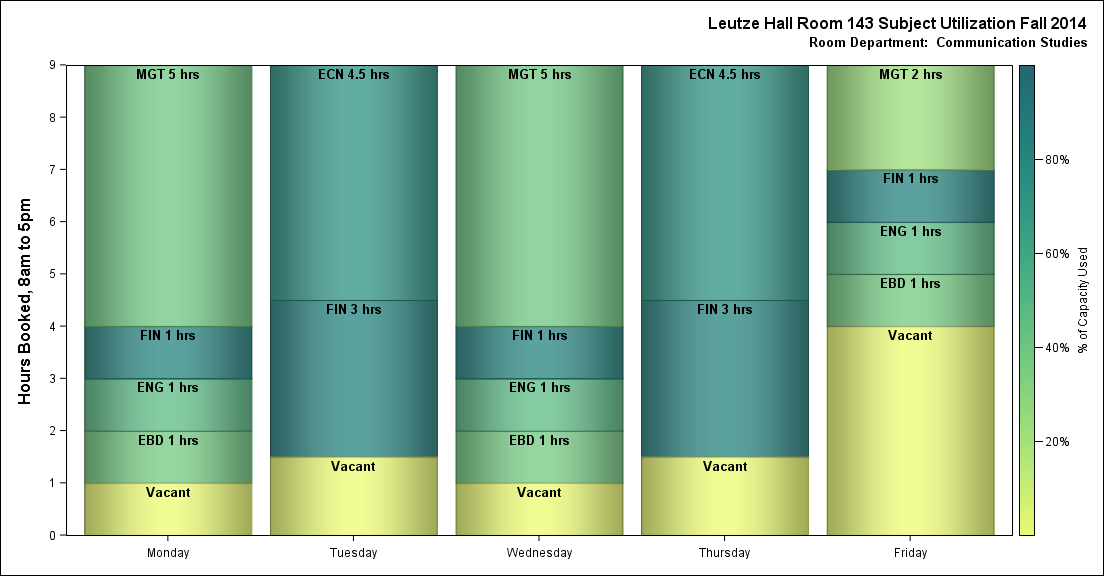 Leutze Hall Room 143 Subject Utilization Fall 2014
Room Department:  Communication Studies
Hours Booked, 8am to 5pm
9
8
7
6
5
4
3
2
1
0
MGT 5 hrs
FIN 1 hrs
ENG 1 hrs
EBD 1 hrs
Vacant
ECN 4.5 hrs
FIN 3 hrs
Vacant
MGT 5 hrs
FIN 1 hrs
ENG 1 hrs
EBD 1 hrs
Vacant
ECN 4.5 hrs
FIN 3 hrs
Vacant
MGT 2 hrs
FIN 1 hrs
ENG 1 hrs
EBD 1 hrs
Vacant
Monday
Tuesday
Wednesday
Thursday
Friday
80%
60%
40%
20%
% of Capacity Used